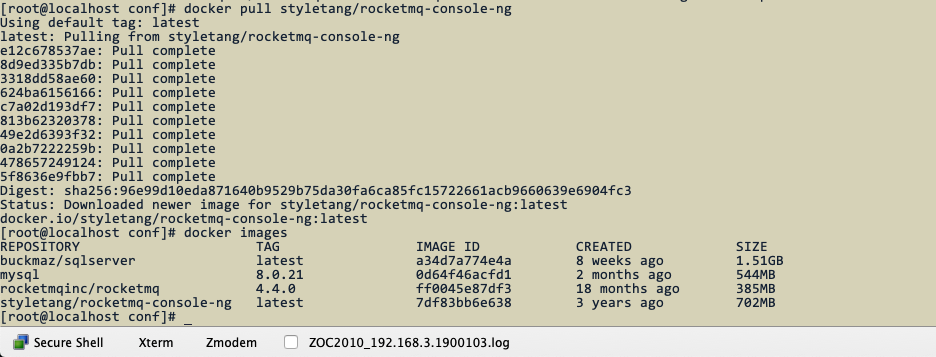 [root@localhost conf]# docker pull styletang/rocketmq-console-ng
Using default tag: latest
latest: Pulling from styletang/rocketmq-console-ng
e12c678537ae: Pull complete
8d9ed335b7db: Pull complete
3318dd58ae60: Pull complete
624ba6156166: Pull complete
c7a02d193df7: Pull complete
813b62320378: Pull complete
49e2d6393f32: Pull complete
0a2b7222259b: Pull complete
478657249124: Pull complete
5f8636e9fbb7: Pull complete
Digest: sha256:96e99d10eda871640b9529b75da30fa6ca85fc15722661acb9660639e6904fc3
Status: Downloaded newer image for styletang/rocketmq-console-ng:latest
docker.io/styletang/rocketmq-console-ng:latest
[root@localhost conf]# docker images
REPOSITORY TAG IMAGE ID CREATED SIZE
buckmaz/sqlserver latest a34d7a774e4a 8 weeks ago 1.51GB
mysql 8.0.21 0d64f46acfd1 2 months ago 544MB
rocketmqinc/rocketmq 4.4.0 ff0045e87df3 18 months ago 385MB
styletang/rocketmq-console-ng latest 7df83bb6e638 3 years ago 702MB
[root@localhost conf]# _
Secure Shell Xterm Zmodem ZOC2010_192.168.3.1900103.log